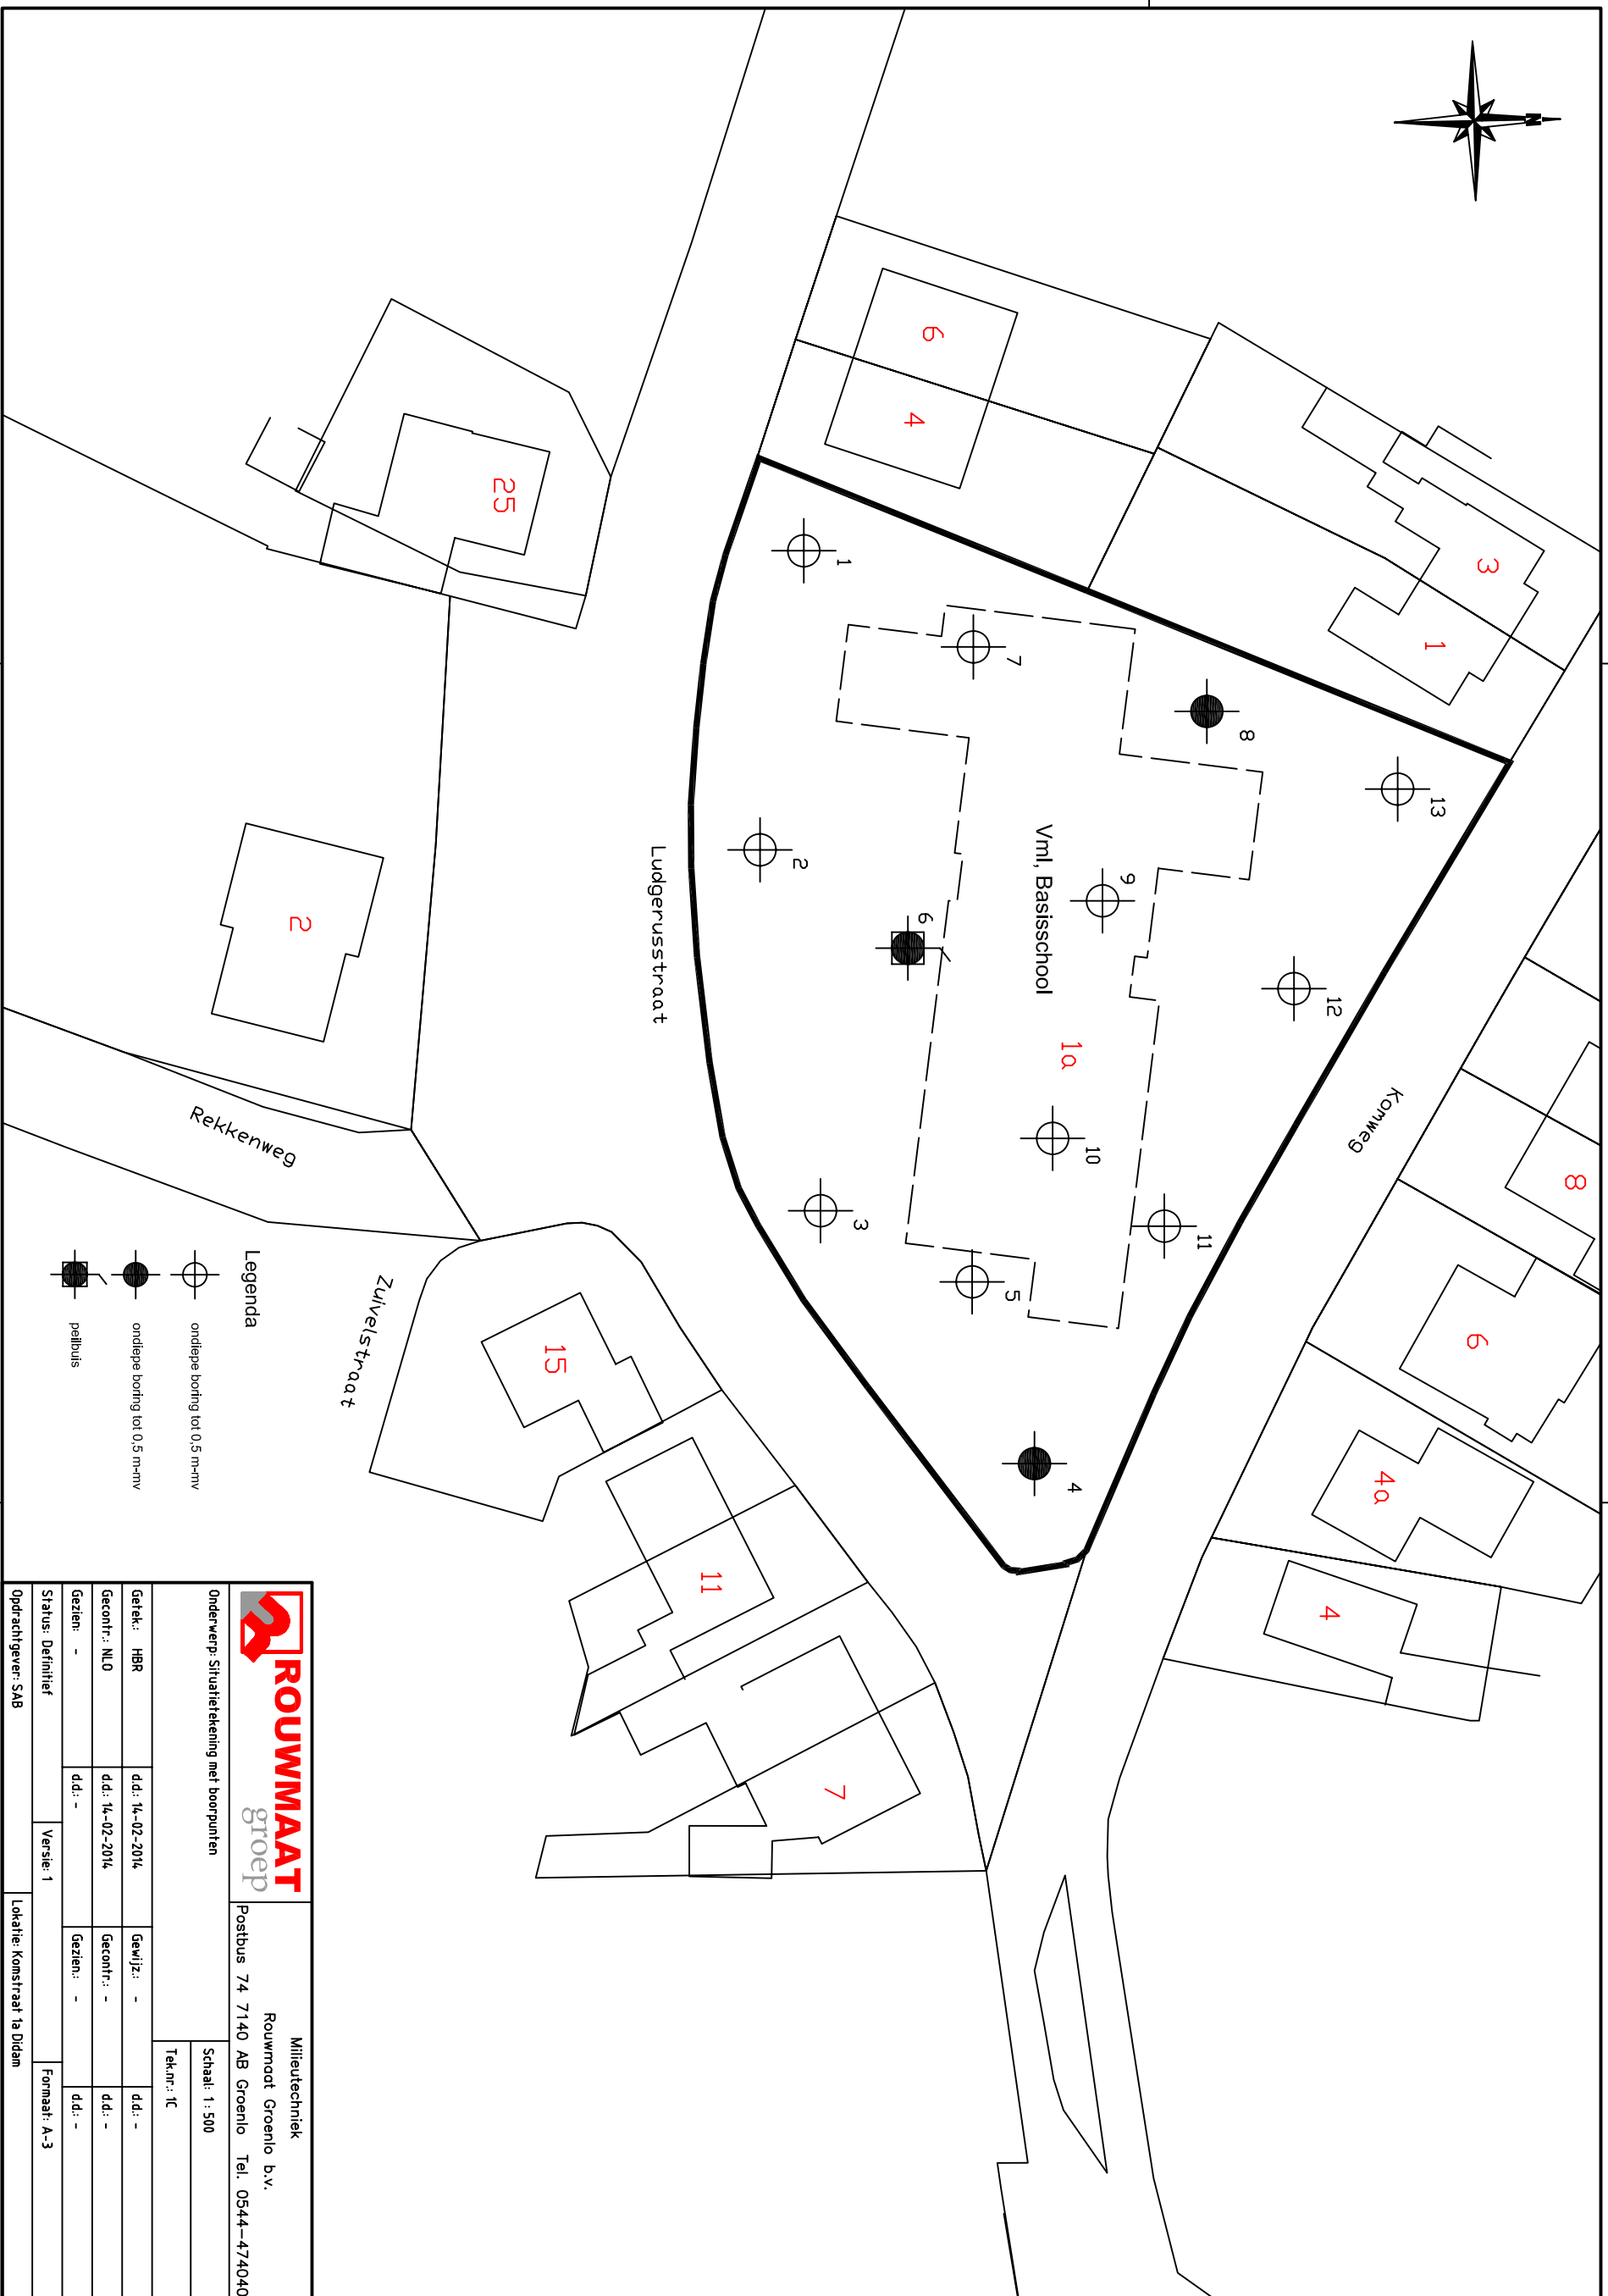 N
6
4
3
1
25
1
7
8
13
2
6
9
12
Vml, Basisschool
1a
10
11
3
5
4
Ludgerusstraat
Komweg
Rekkenweg
Zuivelstraat
2
8
6
4a
4
15
11
7
Legenda
ondiepe boring tot 0,5 m-mv
ondiepe boring tot 0,5 m-mv
peilbuis
ROUWMAAT
groep
Milieutechniek
Rouwmaat Groenlo b.v.
Postbus 74 7140 AB Groenlo Tel. 0544-474040
Onderwerp: Situatietekening met boorpunten
Schaal: 1 : 500
Tek.nr.: 1C
Getek.: HBR d.d.: 14-02-2014 Gewijz.: - d.d.: -
Gecontr.: NLO d.d.: 14-02-2014 Gecontr.: - d.d.: -
Gezien: - d.d.: - Gezien.: - d.d.: -
Status: Definitief Versie: 1 Formaat: A-3
Opdrachtgever: SAB Lokatie: Komstraat 1a Didam